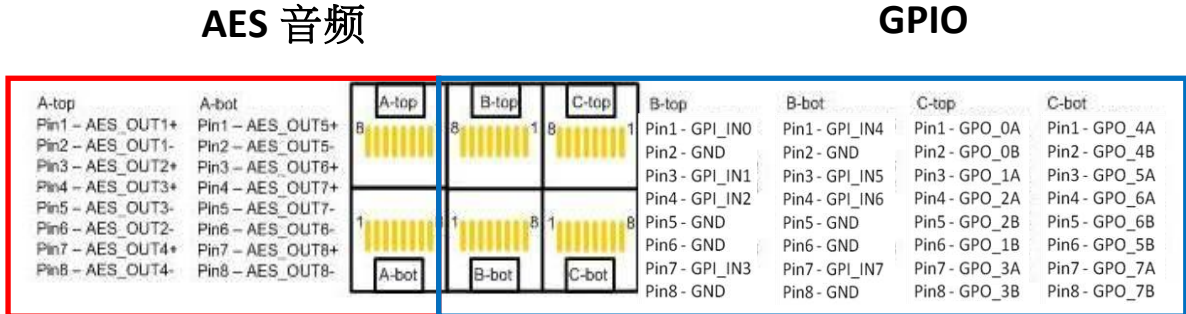 AES 音频
GPIO
A-top
Pin1 – AES_OUT1+
Pin2 – AES_OUT1-
Pin3 – AES_OUT2+
Pin4 – AES_OUT3+
Pin5 – AES_OUT3-
Pin6 – AES_OUT2-
Pin7 – AES_OUT4+
Pin8 – AES_OUT4-
A-bot
Pin1 – AES_OUT5+
Pin2 – AES_OUT5-
Pin3 – AES_OUT6+
Pin4 – AES_OUT7+
Pin5 – AES_OUT7-
Pin6 – AES_OUT6-
Pin7 – AES_OUT8+
Pin8 – AES_OUT8-
A-top
B-top
C-top
8
8 1
8 1
1 8
1 8
1 8
A-bot
B-bot
C-bot
B-top
Pin1 - GPI_IN0
Pin2 - GND
Pin3 - GPI_IN1
Pin4 - GPI_IN2
Pin5 - GND
Pin6 - GND
Pin7 - GPI_IN3
Pin8 - GND
B-bot
Pin1 - GPI_IN4
Pin2 - GND
Pin3 - GPI_IN5
Pin4 - GPI_IN6
Pin5 - GND
Pin6 - GND
Pin7 - GPI_IN7
Pin8 - GND
C-top
Pin1 - GPO_0A
Pin2 - GPO_0B
Pin3 - GPO_1A
Pin4 - GPO_2A
Pin5 - GPO_2B
Pin6 - GPO_1B
Pin7 - GPO_3A
Pin8 - GPO_3B
C-bot
Pin1 - GPO_4A
Pin2 - GPO_4B
Pin3 - GPO_5A
Pin4 - GPO_6A
Pin5 - GPO_6B
Pin6 - GPO_5B
Pin7 - GPO_7A
Pin8 - GPO_7B